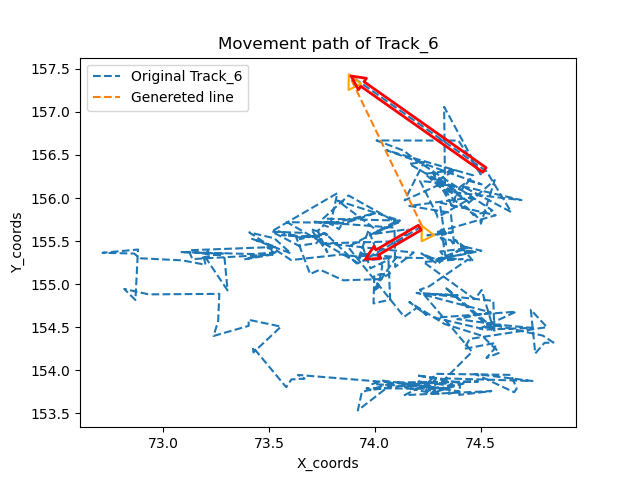 Movement path of Track_6
Original Track_6
Genereted line
157.5
157.0
156.5
156.0
155.5
155.0
154.5
154.0
153.5
Y_coords
73.0 73.5 74.0 74.5
X_coords